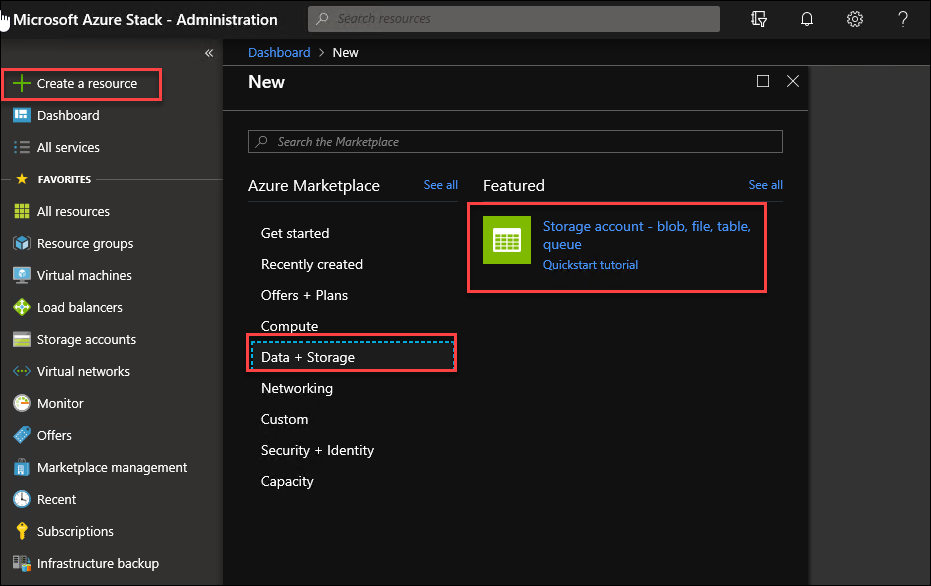 Microsoft Azure Stack - Administration
Search resources
?
«
Create a resource
Dashboard
All services
FAVORITES
All resources
Resource groups
Virtual machines
Load balancers
Storage accounts
Virtual networks
Monitor
Offers
Marketplace management
Recent
Subscriptions
Infrastructure backup
Dashboard > New
New
Search the Marketplace
Azure Marketplace See all
Get started
Recently created
Offers + Plans
Compute
Data + Storage
Networking
Custom
Security + Identity
Capacity
Featured See all
Storage account - blob, file, table,
queue
Quickstart tutorial